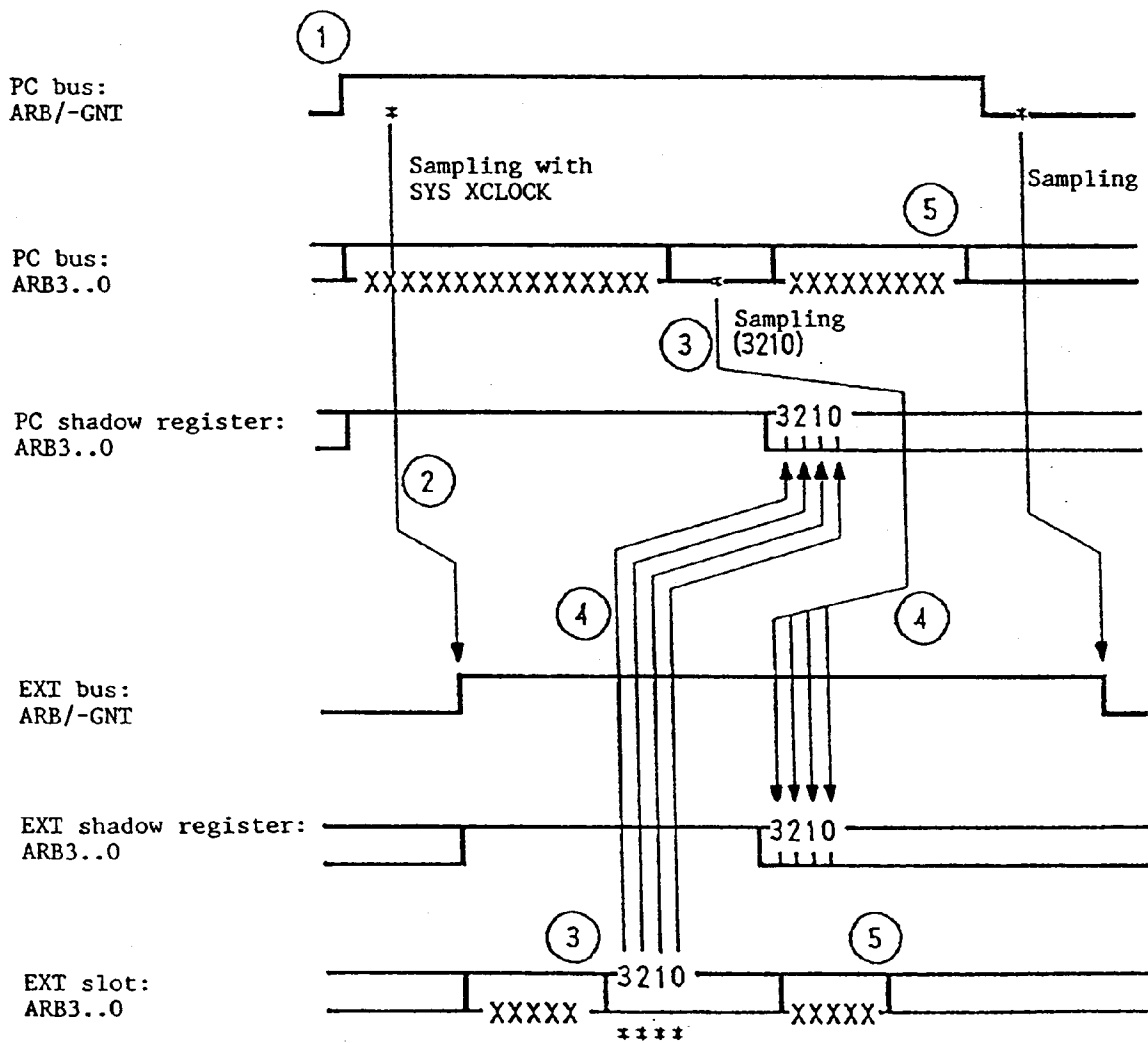 1
PC bus:
ARB/-GNT
Sampling with
SYS XCLOCK
Sampling
5
PC bus:
ARB3..0
XXXXXXXXXXXXXXXX
XXXXXXXXX
3
Sampling
(3210)
PC shadow register:
ARB3..0
3210
2
4
4
EXT bus:
ARB/-GNT
EXT shadow register:
ARB3..0
3210
3
5
EXT slot:
ARB3..0
3210
XXXXX
XXXXX
****